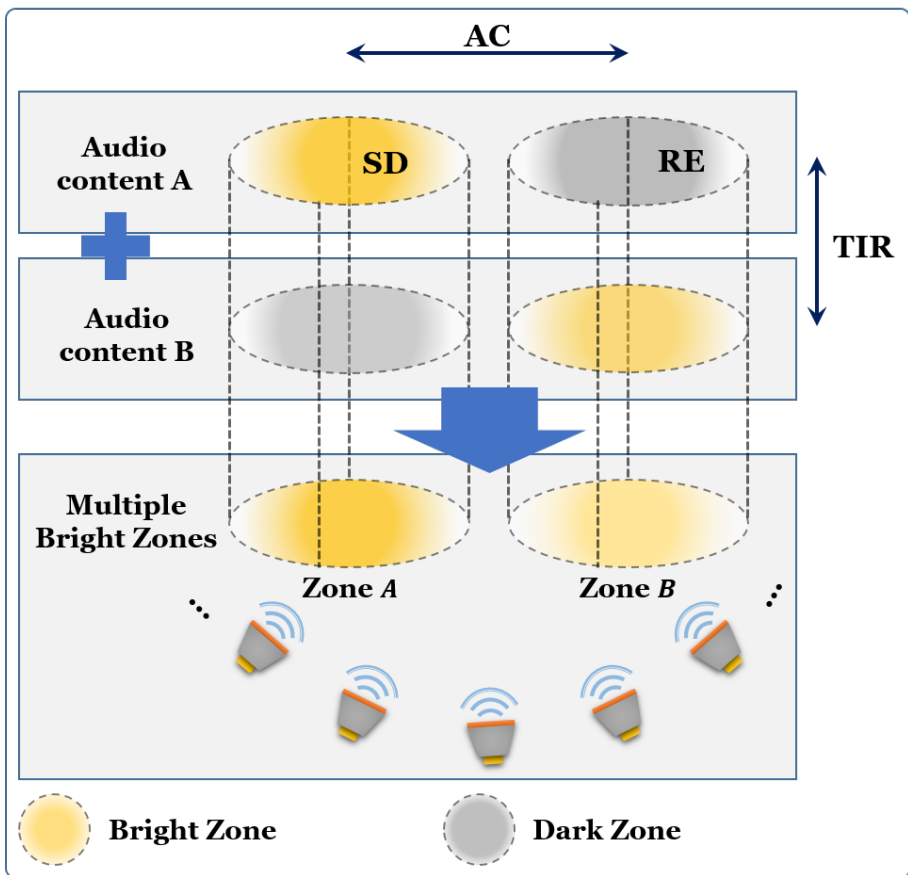 AC
Audio
content A
SD
RE
TIR
Audio
content B
Multiple
Bright Zones
Zone A
Zone B
Bright Zone
Dark Zone